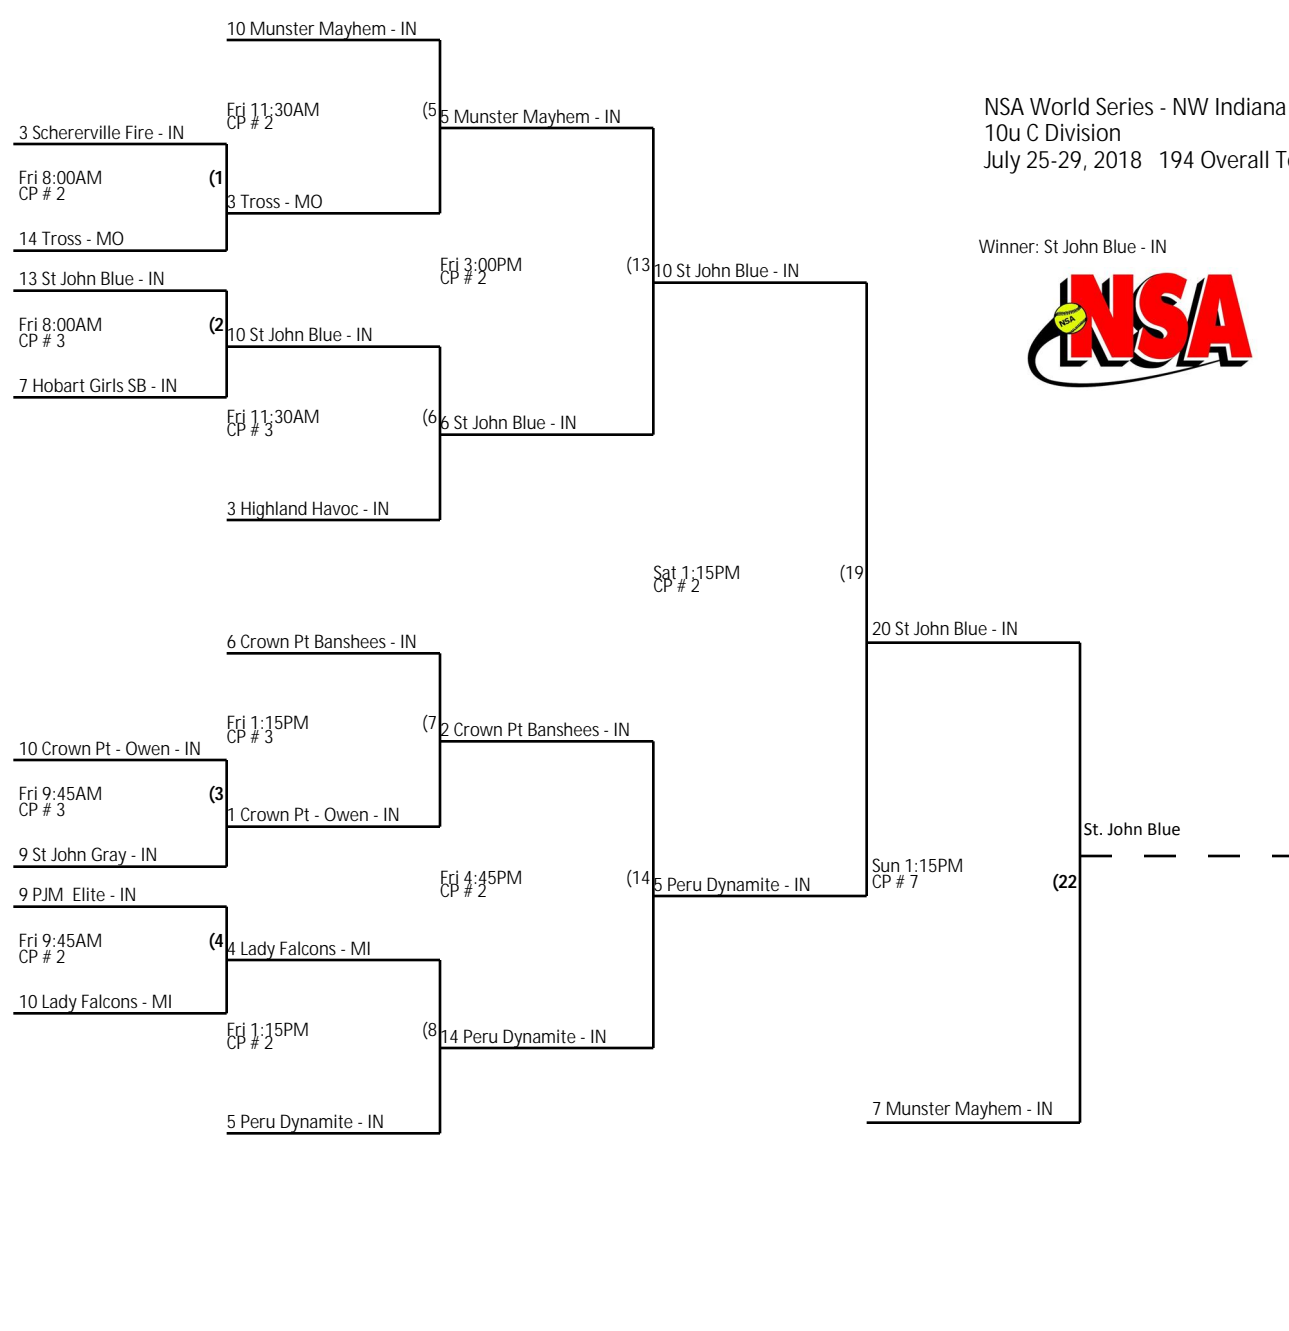 10 Munster Mayhem - IN
Fri 11:30AM (5
CP # 2
5 Munster Mayhem - IN
NSA World Series - NW Indiana
10u C Division
July 25-29, 2018 194 Overall
3 Schererville Fire - IN
Fri 8:00AM (1
CP # 2
3 Tross - MO
14 Tross - MO
Winner: St John Blue - IN
NSA
NSA
Fri 3:00PM (13
CP # 2
10 St John Blue - IN
13 St John Blue - IN
Fri 8:00AM (2
CP # 3
10 St John Blue - IN
7 Hobart Girls SB - IN
Fri 11:30AM (6
CP # 3
6 St John Blue - IN
3 Highland Havoc - IN
Sat 1:15PM (19
CP # 2
20 St John Blue - IN
6 Crown Pt Banshees - IN
Fri 1:15PM (7
CP # 3
2 Crown Pt Banshees - IN
10 Crown Pt - Owen - IN
Fri 9:45AM (3
CP # 3
1 Crown Pt - Owen - IN
9 St John Gray - IN
St. John Blue
Sun 1:15PM
CP # 7 (22
Fri 4:45PM (14
CP # 2
5 Peru Dynamite - IN
9 PJM Elite - IN
Fri 9:45AM (4
CP # 2
4 Lady Falcons - MI
10 Lady Falcons - MI
Fri 1:15PM (8
CP # 2
14 Peru Dynamite - IN
5 Peru Dynamite - IN
7 Munster Mayhem - IN